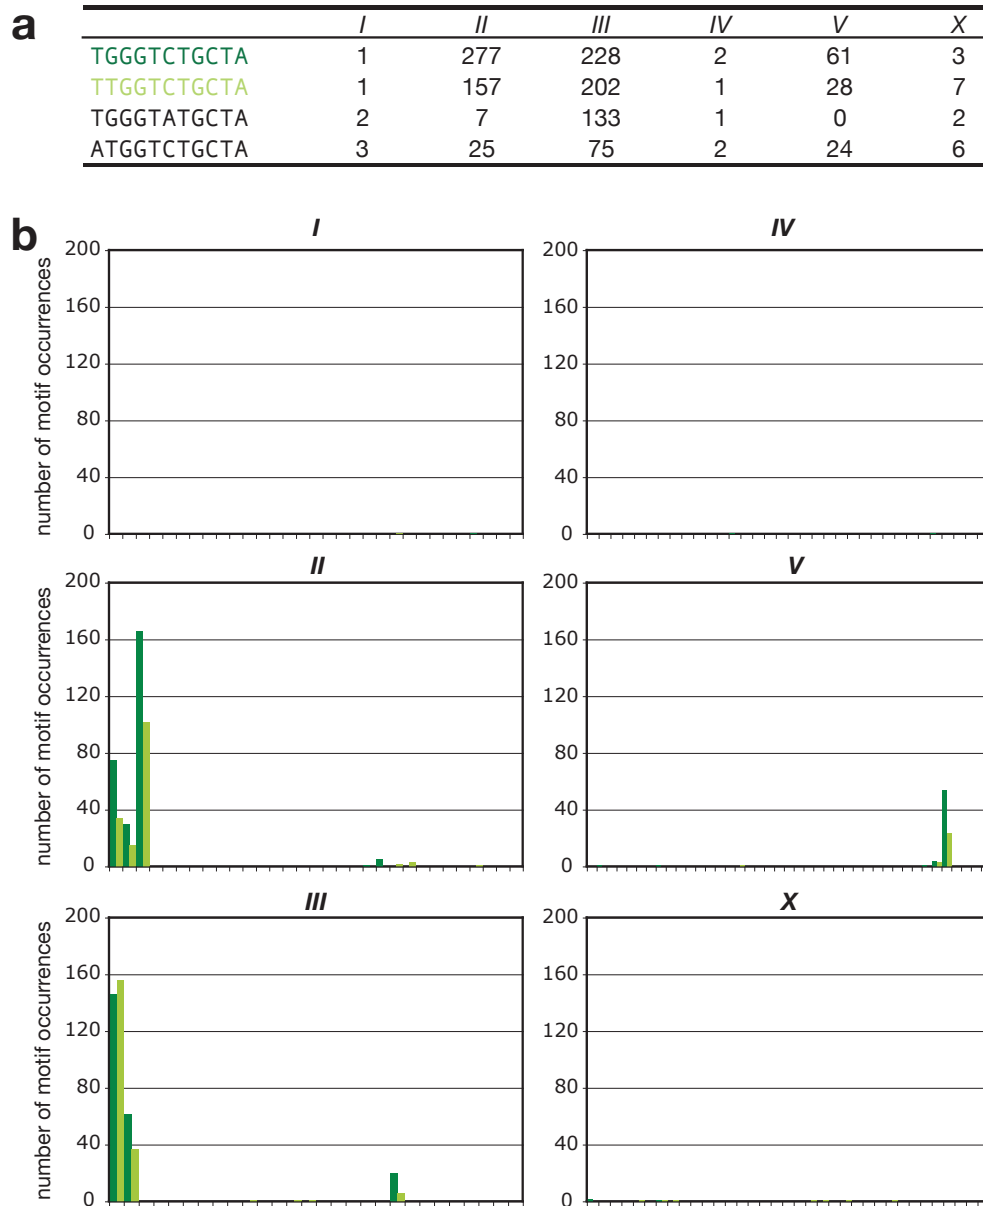 a
I II III IV V X
TGGGTCTGCTA 1 277 228 2 61 3
TTGGTCTGCTA 1 157 202 1 28 7
TGGGTATGCTA 2 7 133 1 0 2
ATGGTCTGCTA 3 25 75 2 24 6
b
I
number of motif occurrences
200
160
120
80
40
0
IV
200
160
120
80
40
0
II
number of motif occurrences
200
160
120
80
40
0
V
200
160
120
80
40
0
III
number of motif occurrences
200
160
120
80
40
0
X
200
160
120
80
40
0